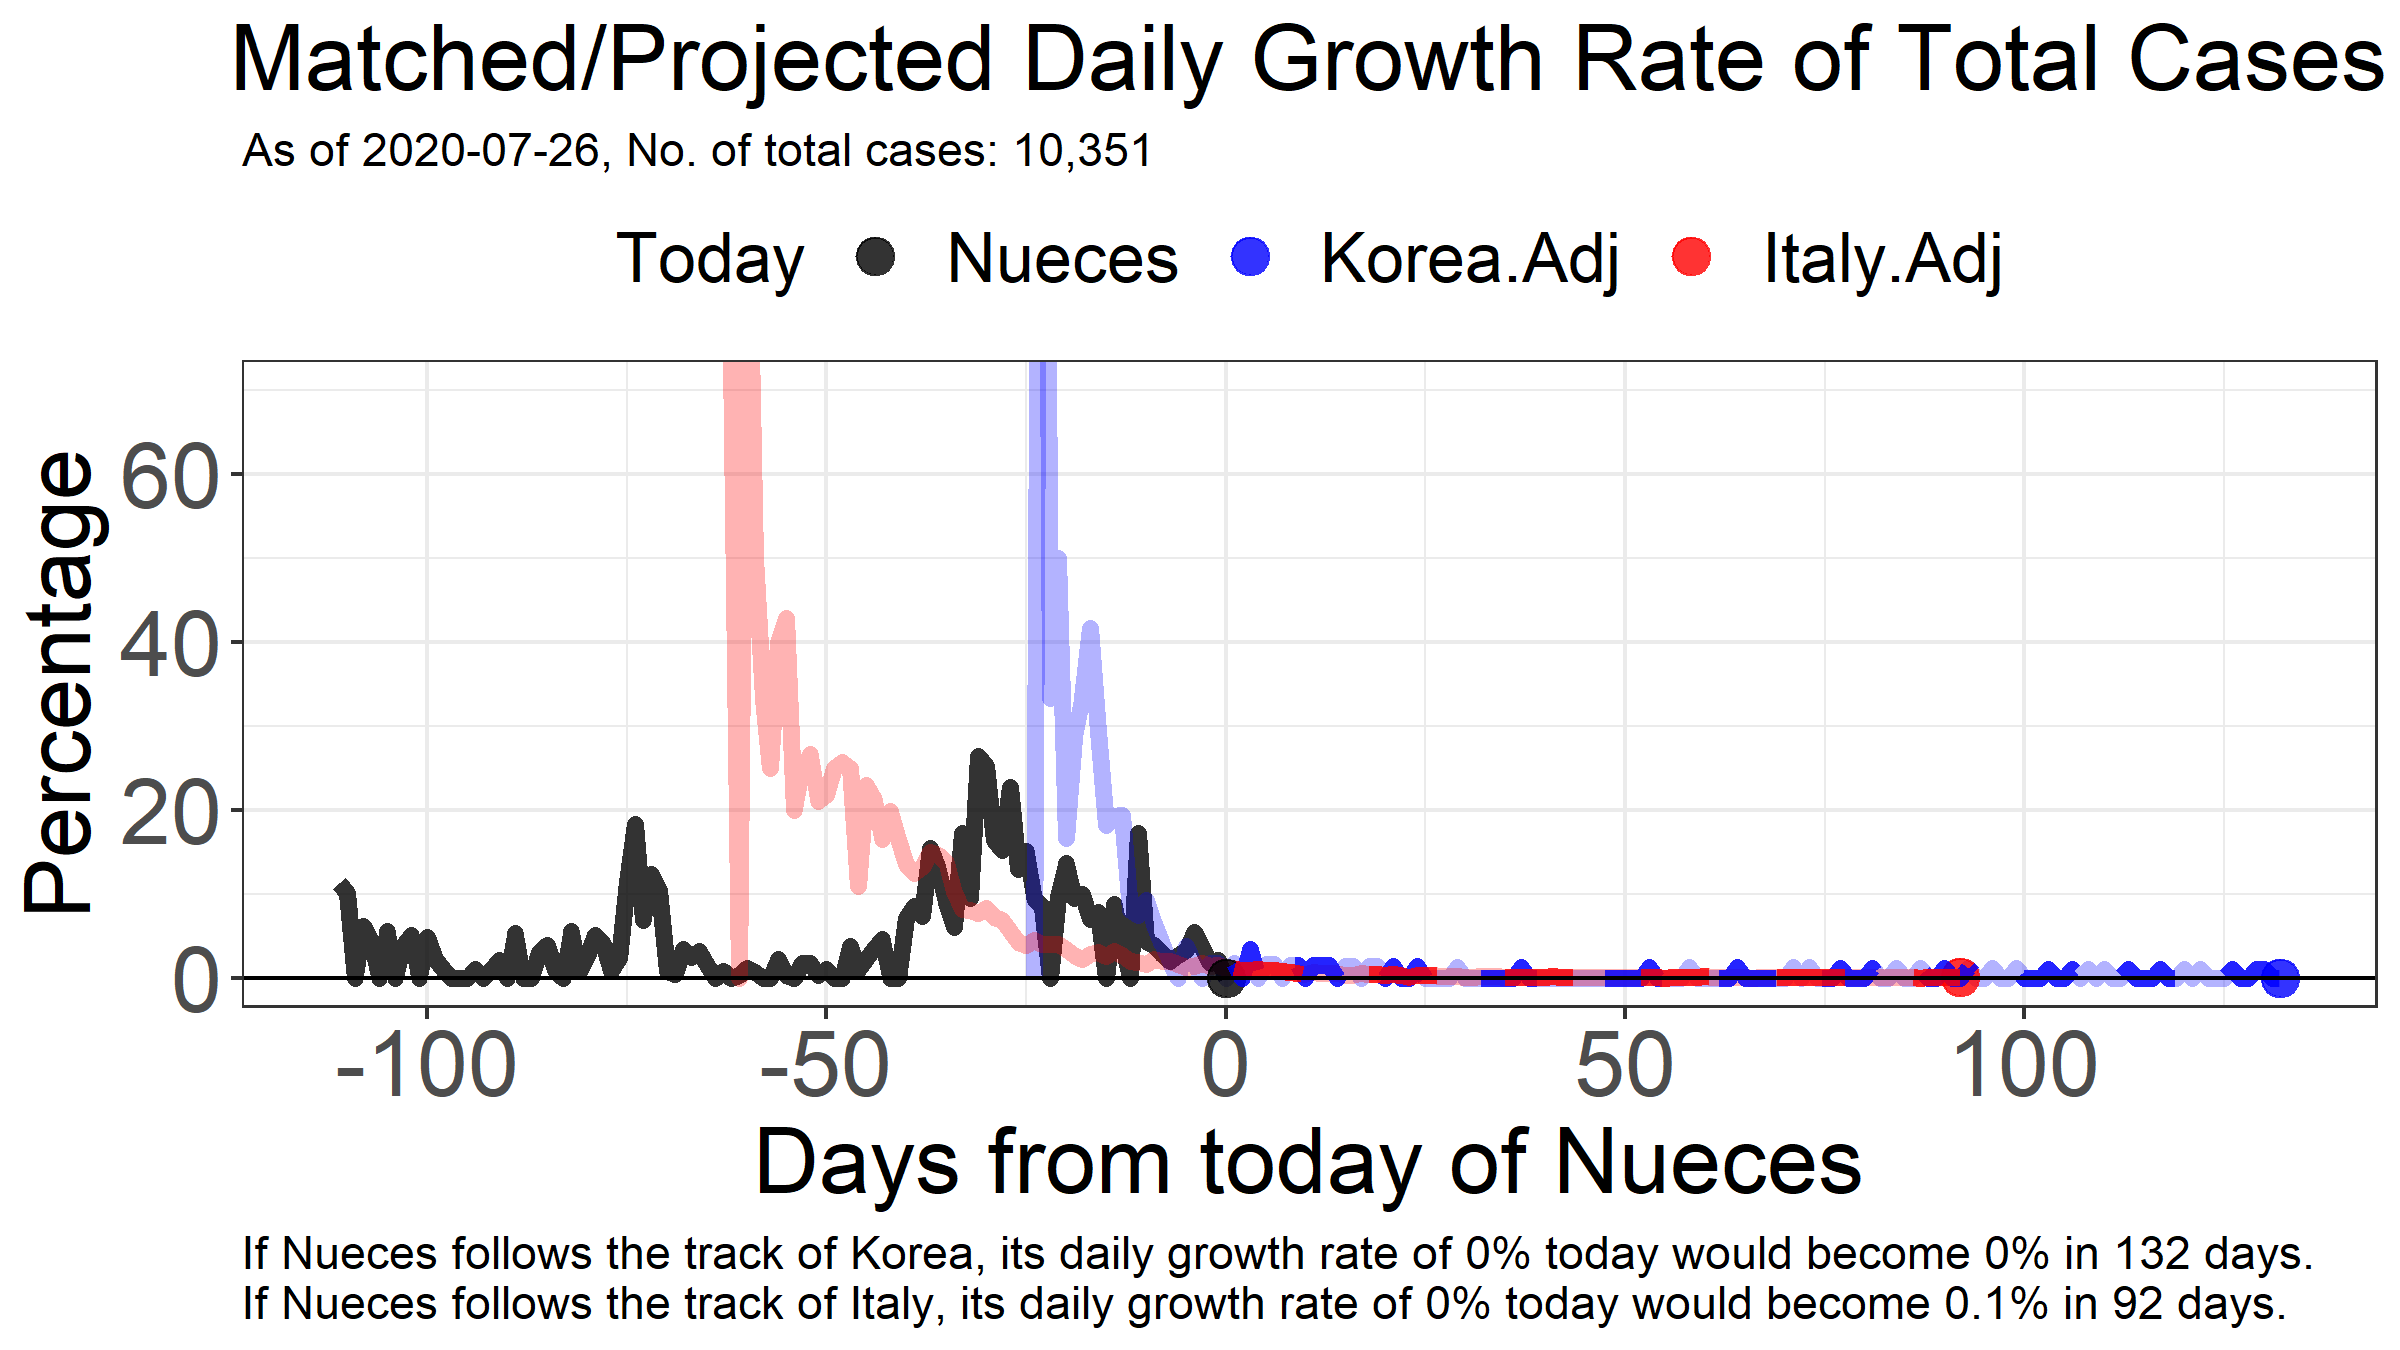 Matched/Projected Daily Growth Rate of Total Cases
As of 2020-07-26, No. of total cases: 10,351
Today Nueces Korea.Adj Italy.Adj
Percentage
60
40
20
0
-100 -50 0 50 100
Days from today of Nueces
If Nueces follows the track of Korea, its daily growth rate of 0% today would become 0% in 132 days.
If Nueces follows the track of Italy, its daily growth rate of 0% today would become 0.1% in 92 days.